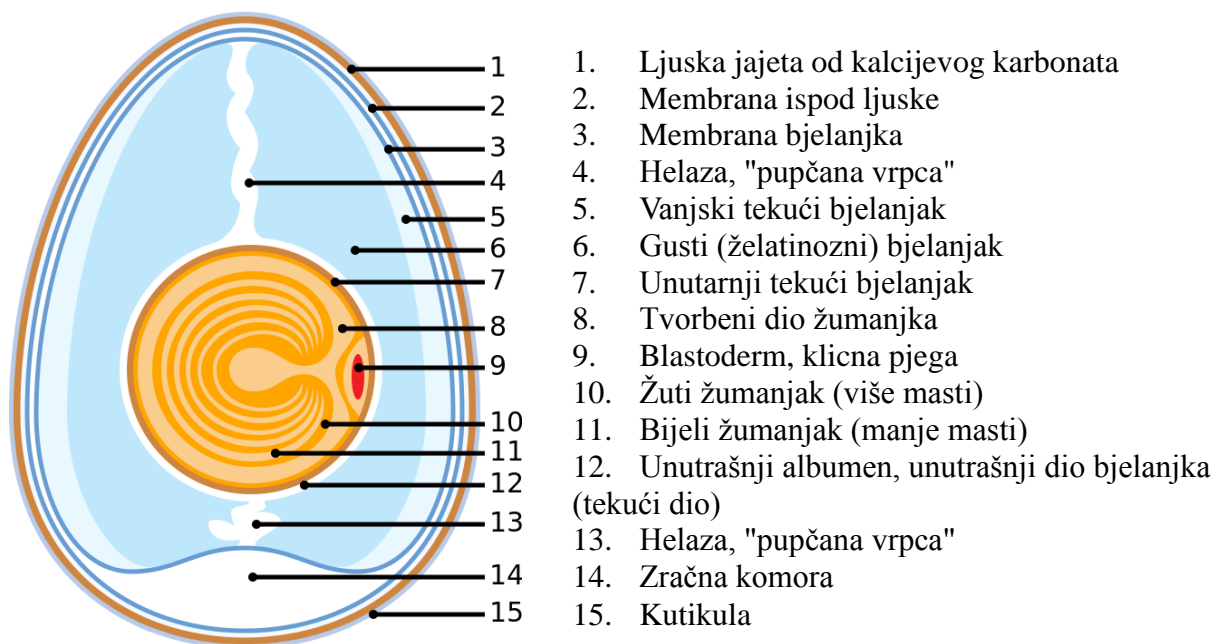 1
2
3
4
5
6
7
8
9
10
11
12
13
14
15
1. Ljuska jajeta od kalcijevog karbonata
2. Membrana ispod ljuske
3. Membrana bjelanjka
4. Helaza, "pupčana vrpca"
5. Vanjski tekući bjelanjak
6. Gusti (želatinozni) bjelanjak
7. Unutarnji tekući bjelanjak
8. Tvorbeni dio žumanjka
9. Blastoderm, klicna pjega
10. Žuti žumanjak (više masti)
11. Bijeli žumanjak (manje masti)
12. Unutrašnji albumen, unutrašnji dio bjelanjka
(tekući dio)
13. Helaza, "pupčana vrpca"
14. Zračna komora
15. Kutikula